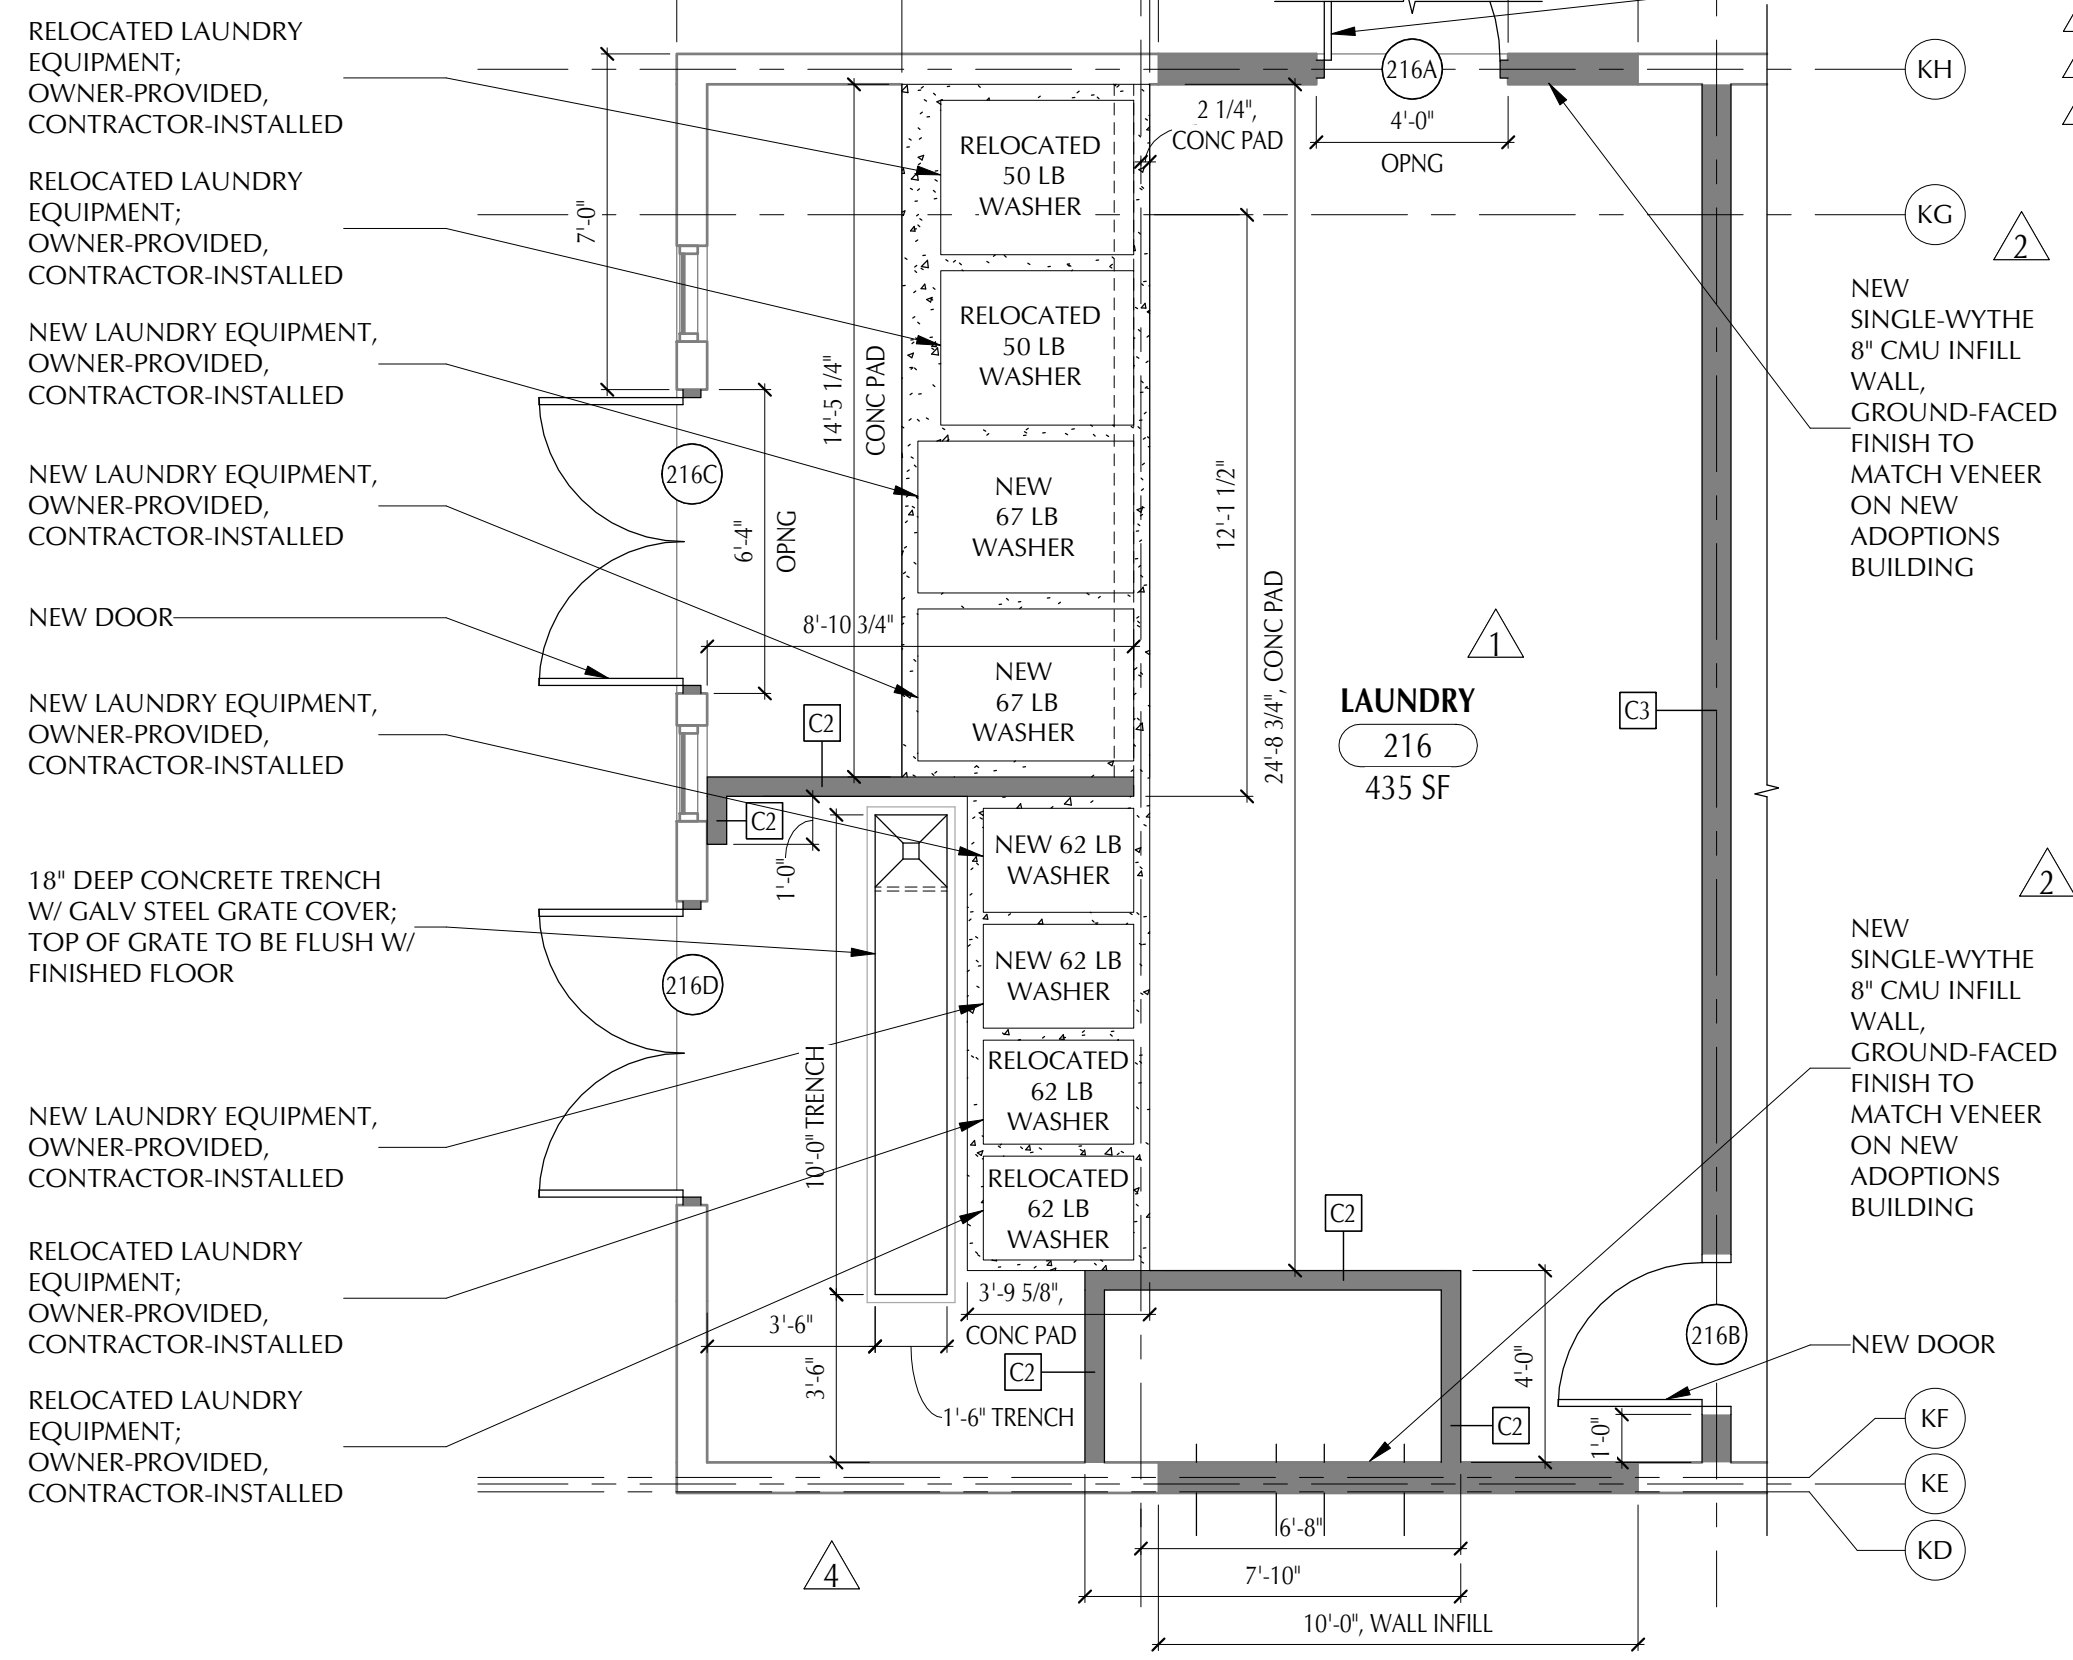 RELOCATED LAUNDRY
EQUIPMENT;
OWNER-PROVIDED,
CONTRACTOR-INSTALLED
RELOCATED LAUNDRY
EQUIPMENT;
OWNER-PROVIDED,
CONTRACTOR-INSTALLED
NEW LAUNDRY EQUIPMENT,
OWNER-PROVIDED,
CONTRACTOR-INSTALLED
NEW LAUNDRY EQUIPMENT,
OWNER-PROVIDED,
CONTRACTOR-INSTALLED
NEW DOOR
NEW LAUNDRY EQUIPMENT,
OWNER-PROVIDED,
CONTRACTOR-INSTALLED
18" DEEP CONCRETE TRENCH
W/ GALV STEEL GRATE COVER;
TOP OF GRATE TO BE FLUSH W/
FINISHED FLOOR
NEW LAUNDRY EQUIPMENT,
OWNER-PROVIDED,
CONTRACTOR-INSTALLED
RELOCATED LAUNDRY
EQUIPMENT;
OWNER-PROVIDED,
CONTRACTOR-INSTALLED
RELOCATED LAUNDRY
EQUIPMENT;
OWNER-PROVIDED,
CONTRACTOR-INSTALLED
7'-0"
216C
6'-4"
OPNG
14'-5 1/4"
CONC PAD
8'-10 3/4"
C2
C2
1'-0"
216D
10'-0" TRENCH
3'-6"
3'-6"
1'-6" TRENCH
RELOCATED
50 LB
WASHER
RELOCATED
50 LB
WASHER
NEW
67 LB
WASHER
NEW
67 LB
WASHER
NEW 62 LB
WASHER
NEW 62 LB
WASHER
RELOCATED
62 LB
WASHER
RELOCATED
62 LB
WASHER
3'-9 5/8",
CONC PAD
C2
2 1/4",
CONC PAD
216A
4'-0"
OPNG
12'-1 1/2"
24'-8 3/4", CONC PAD
1
LAUNDRY
216
435 SF
C3
C2
C2
4'-0"
1'-0"
216B
6'-8"
7'-10"
10'-0", WALL INFILL
4
KH
KG
2
NEW
SINGLE-WYTHE
8" CMU INFILL
WALL,
GROUND-FACED
FINISH TO
MATCH VENEER
ON NEW
ADOPTIONS
BUILDING
2
NEW
SINGLE-WYTHE
8" CMU INFILL
WALL,
GROUND-FACED
FINISH TO
MATCH VENEER
ON NEW
ADOPTIONS
BUILDING
NEW DOOR
KF
KE
KD